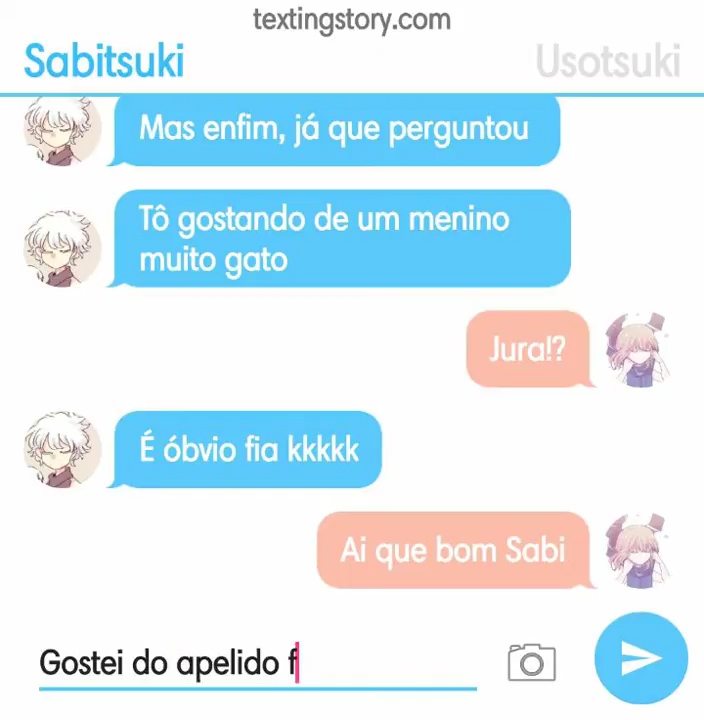 textingstory.com
Sabitsuki
Usotsuki
Mas enfim, já que perguntou
Tô gostando de um menino
muito gato
Jura!?
É óbvio fia kkkkk
Ai que bom Sabi
Gostei do apelido f